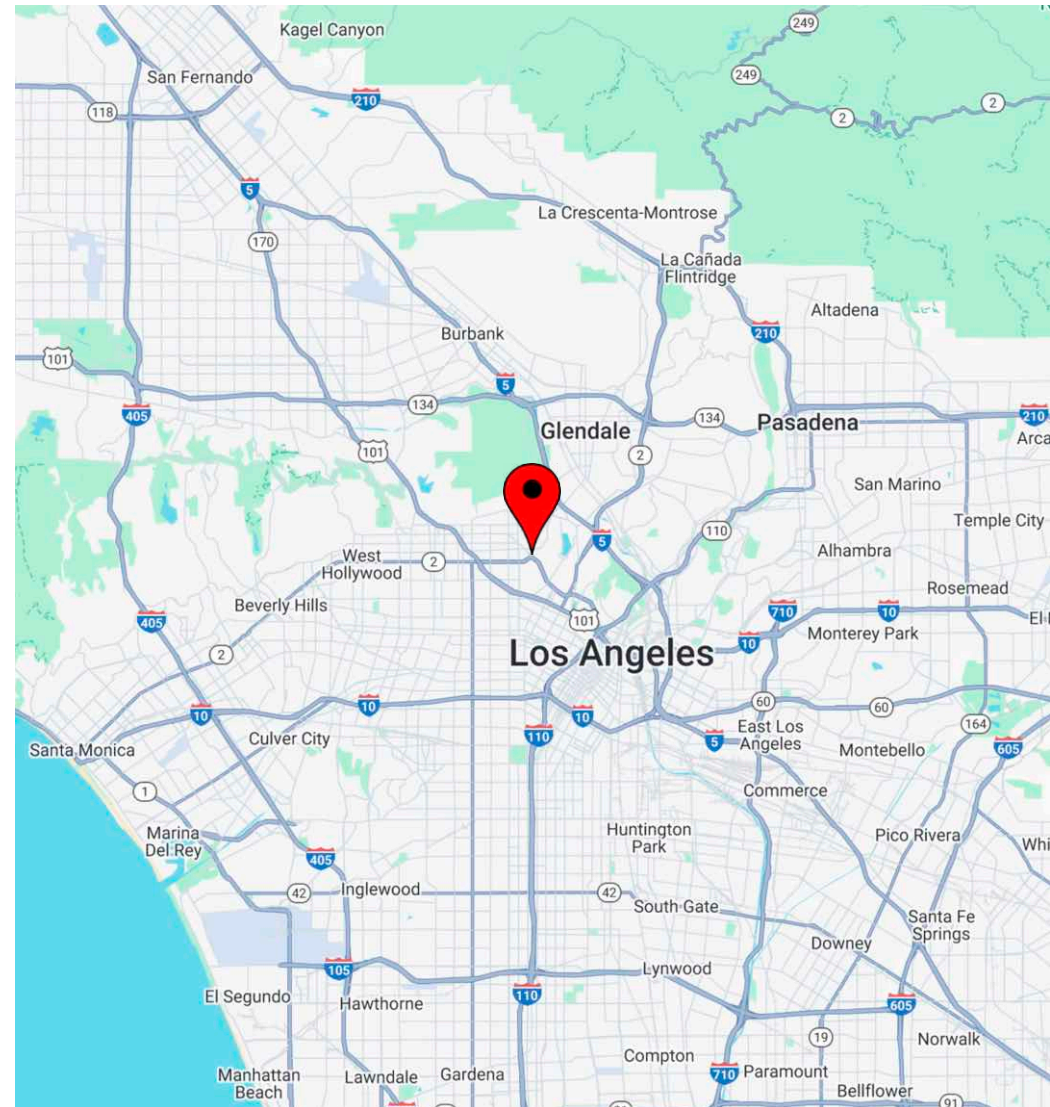 Kagel Canyon
249
San Fernando
210
249
2
118
2
5
La Crescenta-Montrose
170
La Cañada
Flintridge
Altadena
Burbank
210
101
5
134
405
134
Pasadena
210
Glendale
101
2
Arca
San Marino
110
Temple City
5
West
Hollywood
2
Alhambra
Rosemead
Beverly Hills
710
10
405
101
El
Monterey Park
10
Los Angeles
2
60
60
10
10
10
164
110
East Los
Angeles
5
Culver City
Santa Monica
Montebello
605
1
Commerce
Marina
Del Rey
Huntington
Park
Pico Rivera
Whi
405
42
Inglewood
42
South Gate
Santa Fe
Springs
Downey
105
Lynwood
El Segundo
Hawthorne
110
605
19
Norwalk
Compton
Manhattan
Beach
Lawndale
Gardena
710
Paramount
Bellflower
91